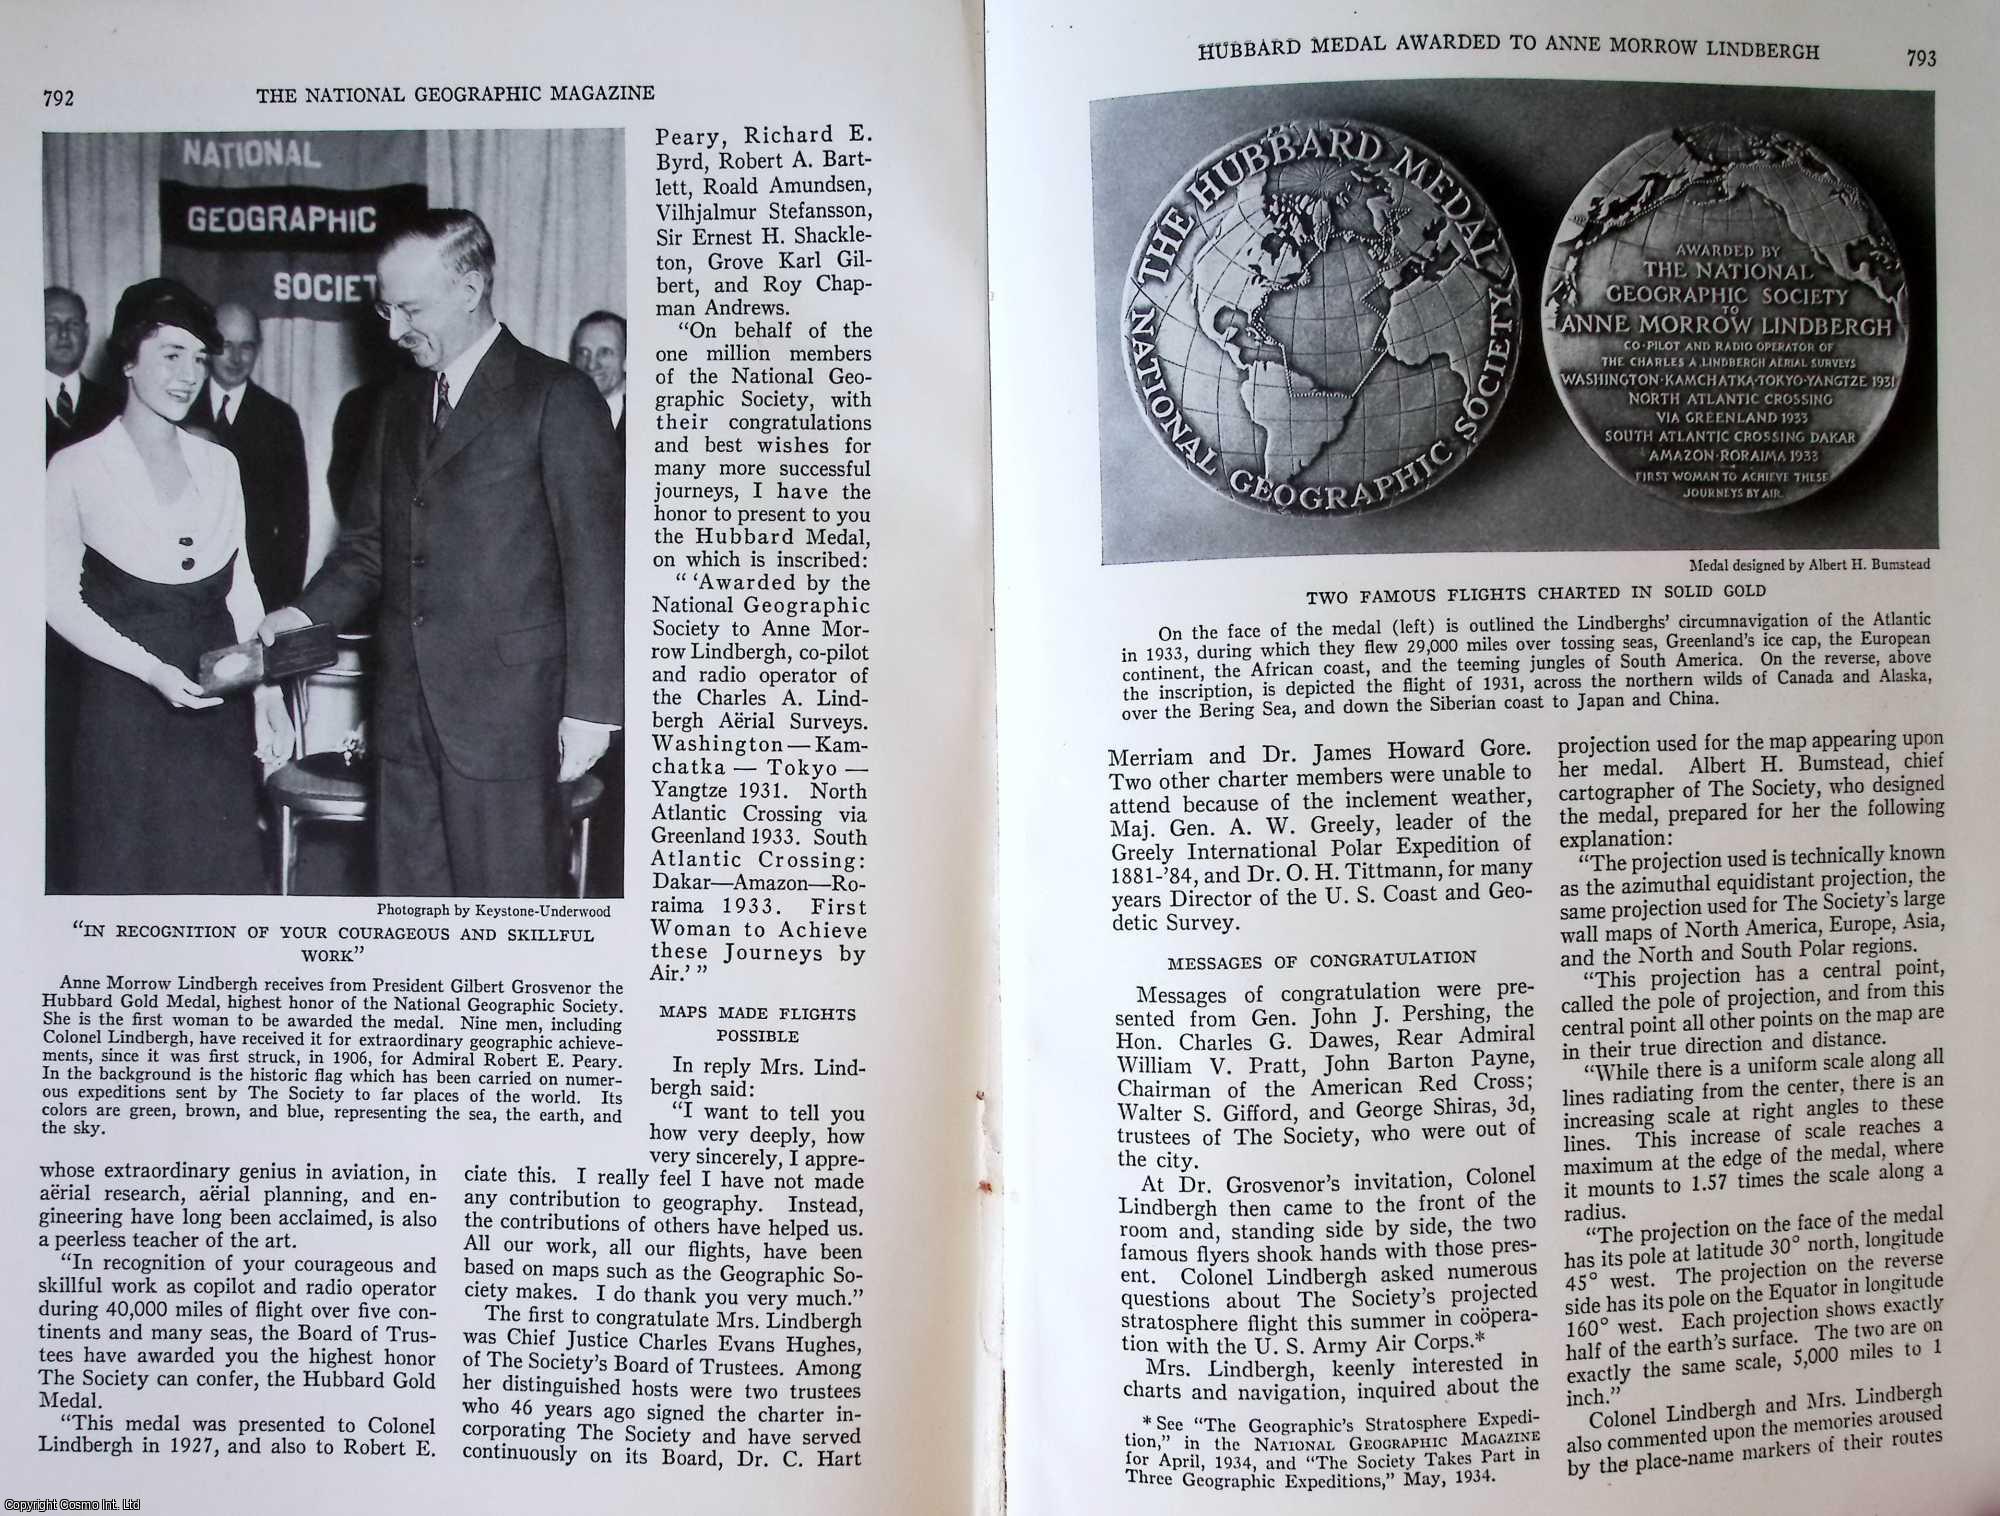 792
THE NATIONAL GEOGRAPHIC MAGAZINE
NATIONAL
GEOGRAPHIC
SOCIET
Photograph by Keystone-Underwood
"IN RECOGNITION OF YOUR COURAGEOUS AND SKILLFUL
WORK"
Anne Morrow Lindbergh receives from President Gilbert Grosvenor the
Hubbard Gold Medal, highest honor of the National Geographic Society.
She is the first woman to be awarded the medal. Nine men, including
Colonel Lindbergh, have received it for extraordinary geographic achieve-
ments, since it was first struck, in 1906, for Admiral Robert E. Peary.
In the background is the historic flag which has been carried on numer-
ous expeditions sent by The Society to far places of the world. Its
colors are green, brown, and blue, representing the sea, the earth, and
the sky.
whose extraordinary genius in aviation, in
aërial research, aërial planning, and en-
gineering have long been acclaimed, is also
a peerless teacher of the art.
"In recognition of your courageous and
skillful work as copilot and radio operator
during 40,000 miles of flight over five con-
tinents and many seas, the Board of Trus-
tees have awarded you the highest honor
The Society can confer, the Hubbard Gold
Medal.
"This medal was presented to Colonel
Lindbergh in 1927, and also to Robert E.
Peary, Richard E.
Byrd, Robert A. Bart-
lett, Roald Amundsen,
Vilhjalmur Stefansson,
Sir Ernest H. Shackle-
ton, Grove Karl Gil-
bert, and Roy Chap-
man Andrews.
"On behalf of the
one million members
of the National Geo-
graphic Society, with
their congratulations
and best wishes for
many more successful
journeys, I have the
honor to present to you
the Hubbard Medal,
on which is inscribed:
" 'Awarded by the
National Geographic
Society to Anne Mor-
row Lindbergh, co-pilot
and radio operator of
the Charles A. Lind-
bergh Aërial Surveys.
Washington—Kam-
chatka — Tokyo —
Yangtze 1931. North
Atlantic Crossing via
Greenland 1933. South
Atlantic Crossing:
Dakar—Amazon—Ro-
raima 1933. First
Woman to Achieve
these Journeys by
Air.' "
MAPS MADE FLIGHTS
POSSIBLE
In reply Mrs. Lind-
bergh said:
"I want to tell you
how very deeply, how
very sincerely, I appre-
ciate this. I really feel I have not made
any contribution to geography. Instead,
the contributions of others have helped us.
All our work, all our flights, have been
based on maps such as the Geographic So-
ciety makes. I do thank you very much."
The first to congratulate Mrs. Lindbergh
was Chief Justice Charles Evans Hughes,
of The Society's Board of Trustees. Among
her distinguished hosts were two trustees
who 46 years ago signed the charter in-
corporating The Society and have served
continuously on its Board, Dr. C. Hart
HUBBARD MEDAL AWARDED TO ANNE MORROW LINDBERGH
793
THE HUBBARD MEDAL
NATIONAL GEOGRAPHIC SOCIETY
AWARDED BY
THE NATIONAL
GEOGRAPHIC SOCIETY
TO
ANNE MORROW LINDBERGH
CO-PILOT AND RADIO OPERATOR OF
THE CHARLES A. LINDBERGH AERIAL SURVEYS
WASHINGTON·KAMCHATKA·TOKYO·YANGTZE 1931
NORTH ATLANTIC CROSSING
VIA GREENLAND 1933
SOUTH ATLANTIC CROSSING DAKAR
AMAZON·RORAIMA 1933
FIRST WOMAN TO ACHIEVE THESE
JOURNEYS BY AIR
Medal designed by Albert H. Bumstead
TWO FAMOUS FLIGHTS CHARTED IN SOLID GOLD
On the face of the medal (left) is outlined the Lindberghs' circumnavigation of the Atlantic
in 1933, during which they flew 29,000 miles over tossing seas, Greenland's ice cap, the European
continent, the African coast, and the teeming jungles of South America. On the reverse, above
the inscription, is depicted the flight of 1931, across the northern wilds of Canada and Alaska,
over the Bering Sea, and down the Siberian coast to Japan and China.
Merriam and Dr. James Howard Gore.
Two other charter members were unable to
attend because of the inclement weather,
Maj. Gen. A. W. Greely, leader of the
Greely International Polar Expedition of
1881-'84, and Dr. O. H. Tittmann, for many
years Director of the U. S. Coast and Geo-
detic Survey.
MESSAGES OF CONGRATULATION
Messages of congratulation were pre-
sented from Gen. John J. Pershing, the
Hon. Charles G. Dawes, Rear Admiral
William V. Pratt, John Barton Payne,
Chairman of the American Red Cross;
Walter S. Gifford, and George Shiras, 3d,
trustees of The Society, who were out of
the city.
At Dr. Grosvenor's invitation, Colonel
Lindbergh then came to the front of the
room and, standing side by side, the two
famous flyers shook hands with those pres-
ent. Colonel Lindbergh asked numerous
questions about The Society's projected
stratosphere flight this summer in coöpera-
tion with the U. S. Army Air Corps.*
Mrs. Lindbergh, keenly interested in
charts and navigation, inquired about the
* See "The Geographic's Stratosphere Expedi-
tion," in the NATIONAL GEOGRAPHIC MAGAZINE
for April, 1934, and "The Society Takes Part in
Three Geographic Expeditions," May, 1934.
projection used for the map appearing upon
her medal. Albert H. Bumstead, chief
cartographer of The Society, who designed
the medal, prepared for her the following
explanation:
"The projection used is technically known
as the azimuthal equidistant projection, the
same projection used for The Society's large
wall maps of North America, Europe, Asia,
and the North and South Polar regions.
"This projection has a central point,
called the pole of projection, and from this
central point all other points on the map are
in their true direction and distance.
"While there is a uniform scale along all
lines radiating from the center, there is an
increasing scale at right angles to these
lines. This increase of scale reaches a
maximum at the edge of the medal, where
it mounts to 1.57 times the scale along a
radius.
"The projection on the face of the medal
has its pole at latitude 30° north, longitude
45° west. The projection on the reverse
side has its pole on the Equator in longitude
160° west. Each projection shows exactly
half of the earth's surface. The two are on
exactly the same scale, 5,000 miles to 1
inch."
Colonel Lindbergh and Mrs. Lindbergh
also commented upon the memories aroused
by the place-name markers of their routes
Copyright Cosmo Int. Ltd